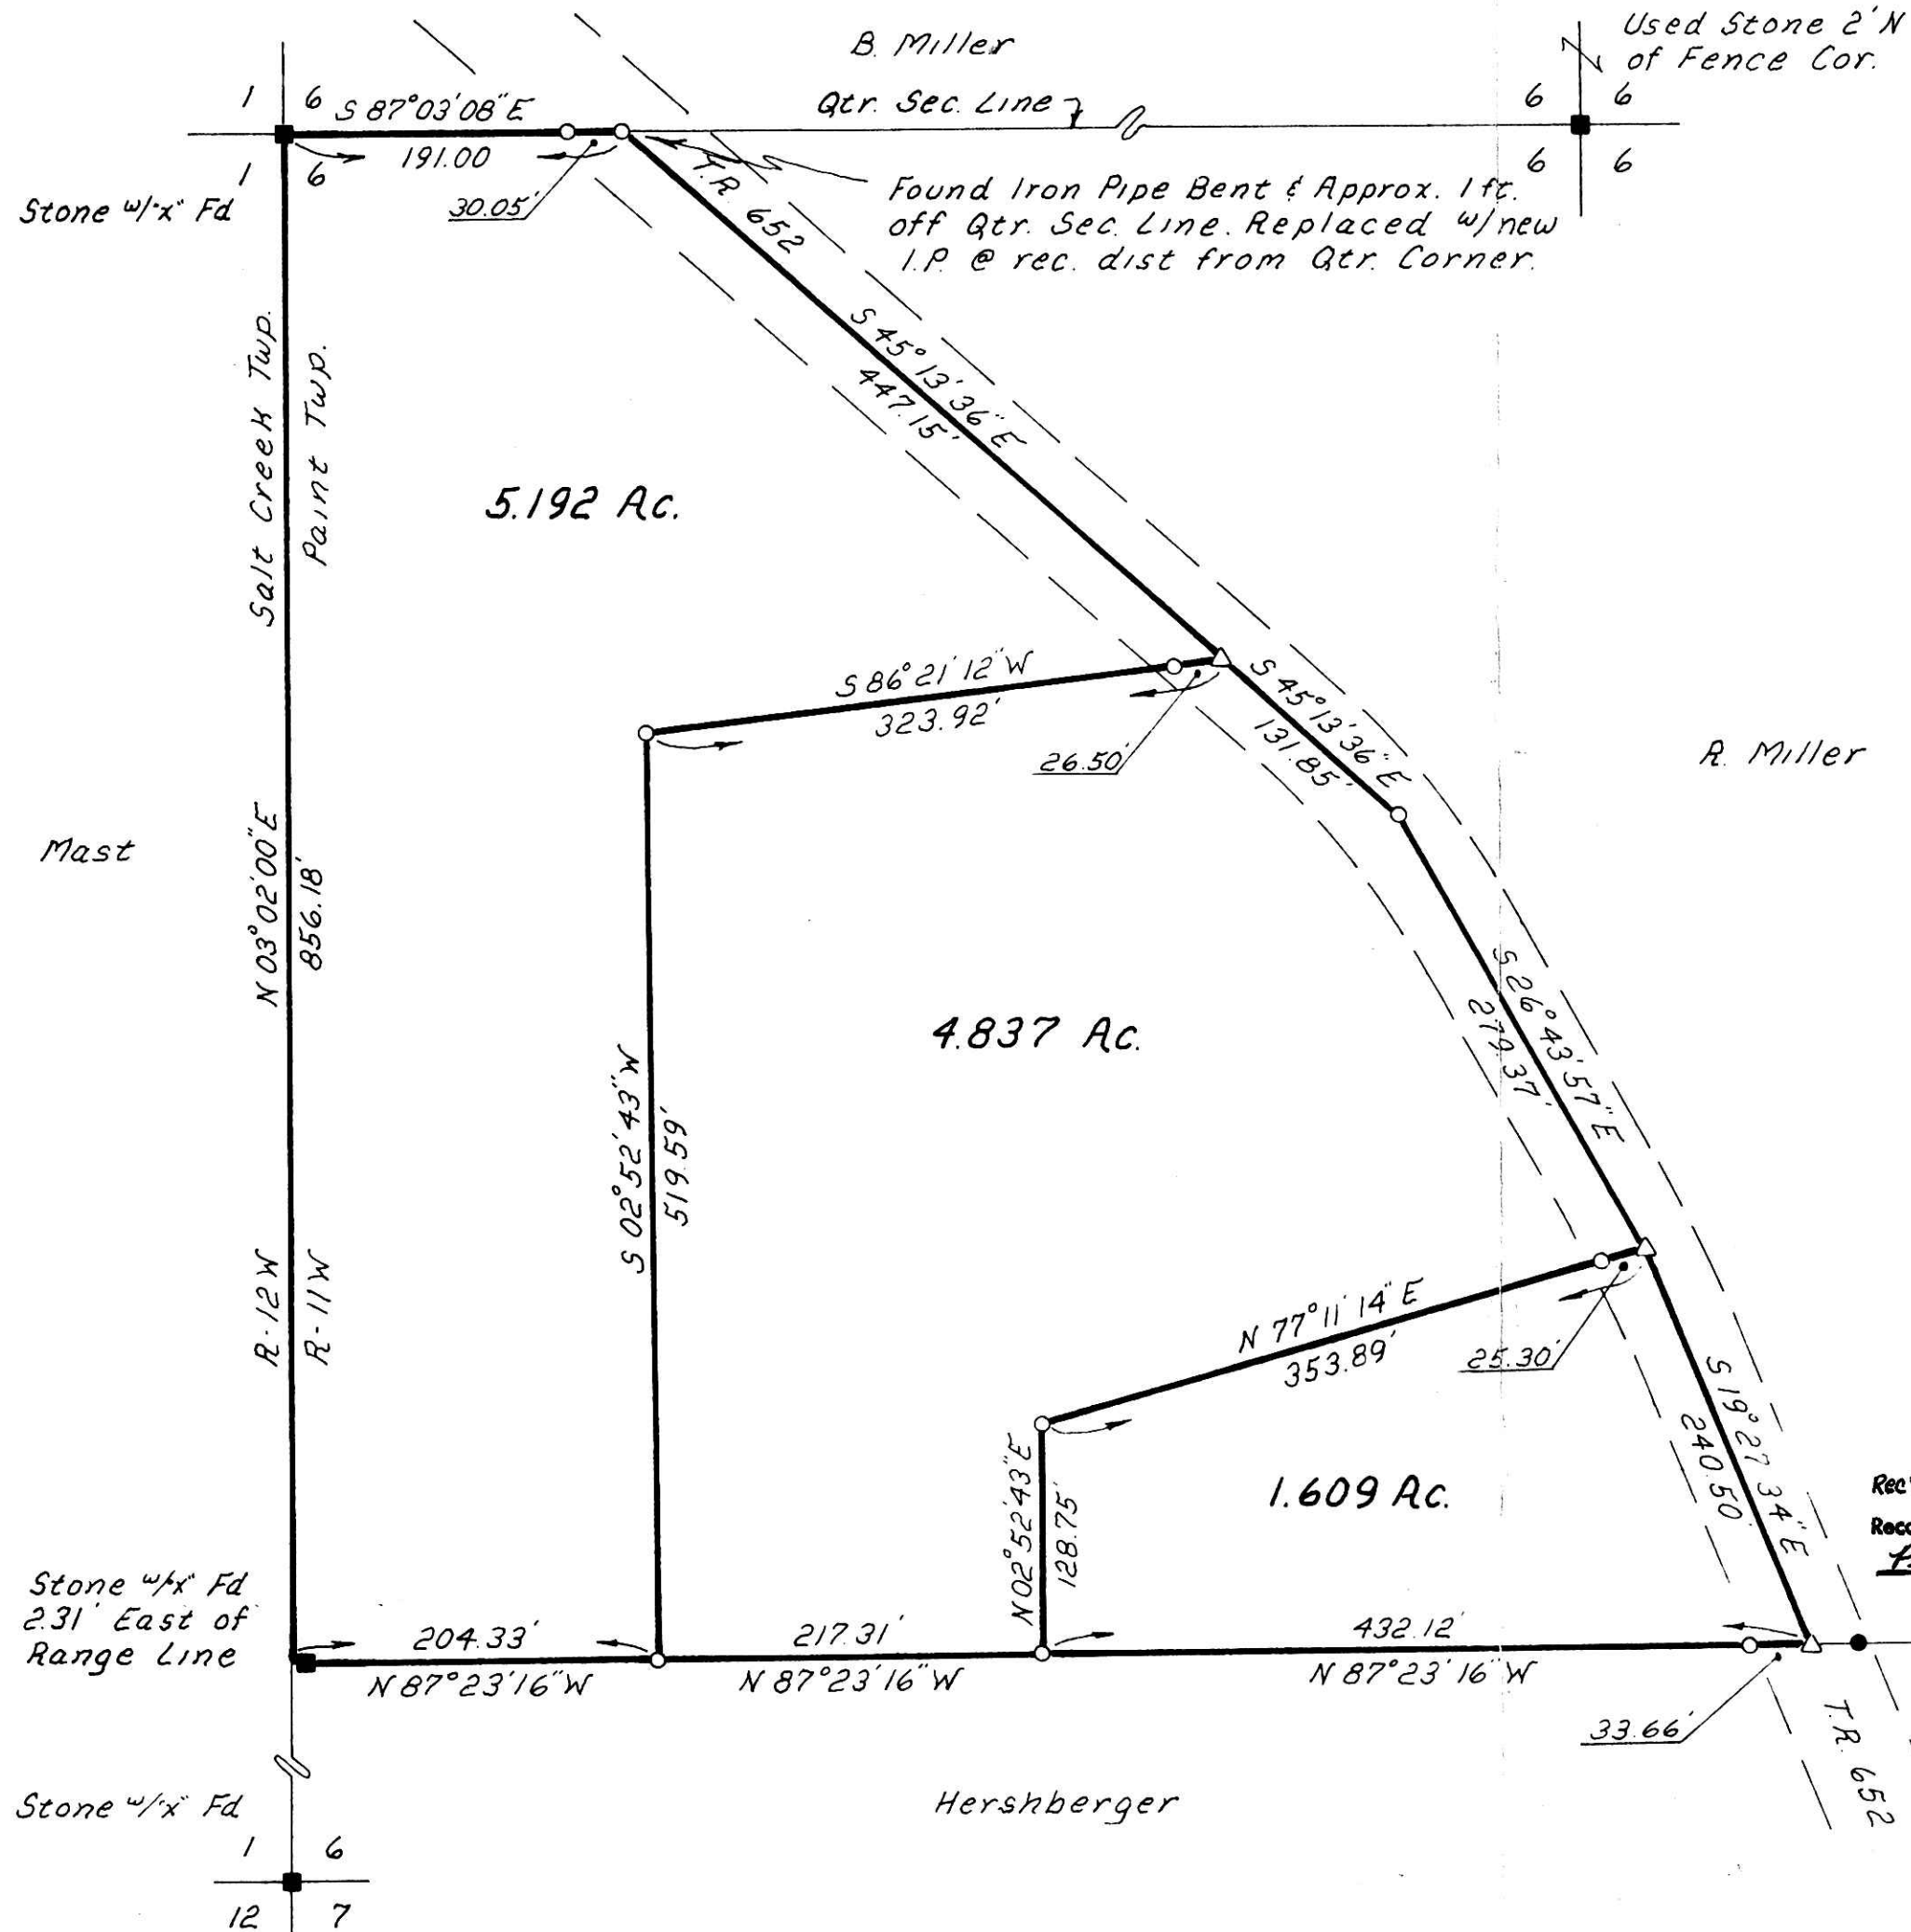 B. Miller
Used Stone 2' N
of Fence Cor.
1 6
S 87°03'08"E
Qtr. Sec. Line
6 6
191.00
1 6
6 6
Stone w/"x" Fd
30.05'
T.R. 652
Found Iron Pipe Bent & Approx. 1 ft.
off Qtr. Sec. Line. Replaced w/new
I.P. @ rec. dist from Qtr. Corner.
Salt Creek Twp.
Paint Twp.
S 45°13'36"E
447.15'
5.192 Ac.
S 86°21'12"W
323.92'
26.50'
S 45°13'36"E
131.85'
R. Miller
Mast
N 03°02'00"E
856.18'
S 26°43'57"E
279.37'
4.837 Ac.
S 02°52'43"W
519.59'
R-12W
R-11W
N 77°11'14"E
353.89'
25.30'
S 19°27'34"E
240.50
N 02°52'43"E
128.75'
1.609 Ac.
Rec'
Reco
Stone w/"x" Fd
2.31' East of
Range Line
204.33'
217.31'
432.12'
N 87°23'16"W
N 87°23'16"W
N 87°23'16"W
33.66'
T.R. 652
Stone w/"x" Fd
Hershberger
1 6
12 7